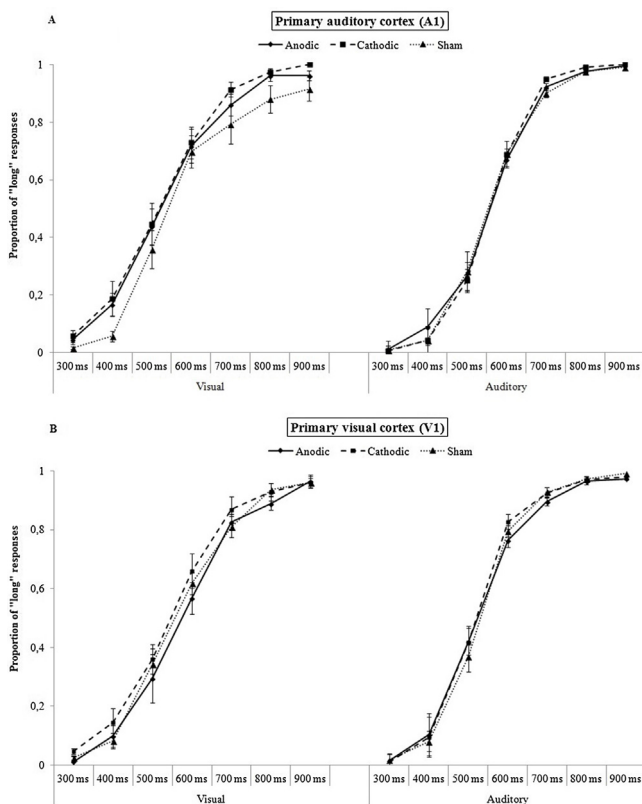 A
Primary auditory cortex (A1)
Anodic Cathodic Sham
Proportion of "long" responses
1
0,8
0,6
0,4
0,2
0
300 ms 400 ms 500 ms 600 ms 700 ms 800 ms 900 ms 300 ms 400 ms 500 ms 600 ms 700 ms 800 ms 900 ms
Visual Auditory
B
Primary visual cortex (V1)
Anodic Cathodic Sham
Proportion of "long" responses
1
0,8
0,6
0,4
0,2
0
300 ms 400 ms 500 ms 600 ms 700 ms 800 ms 900 ms 300 ms 400 ms 500 ms 600 ms 700 ms 800 ms 900 ms
Visual Auditory